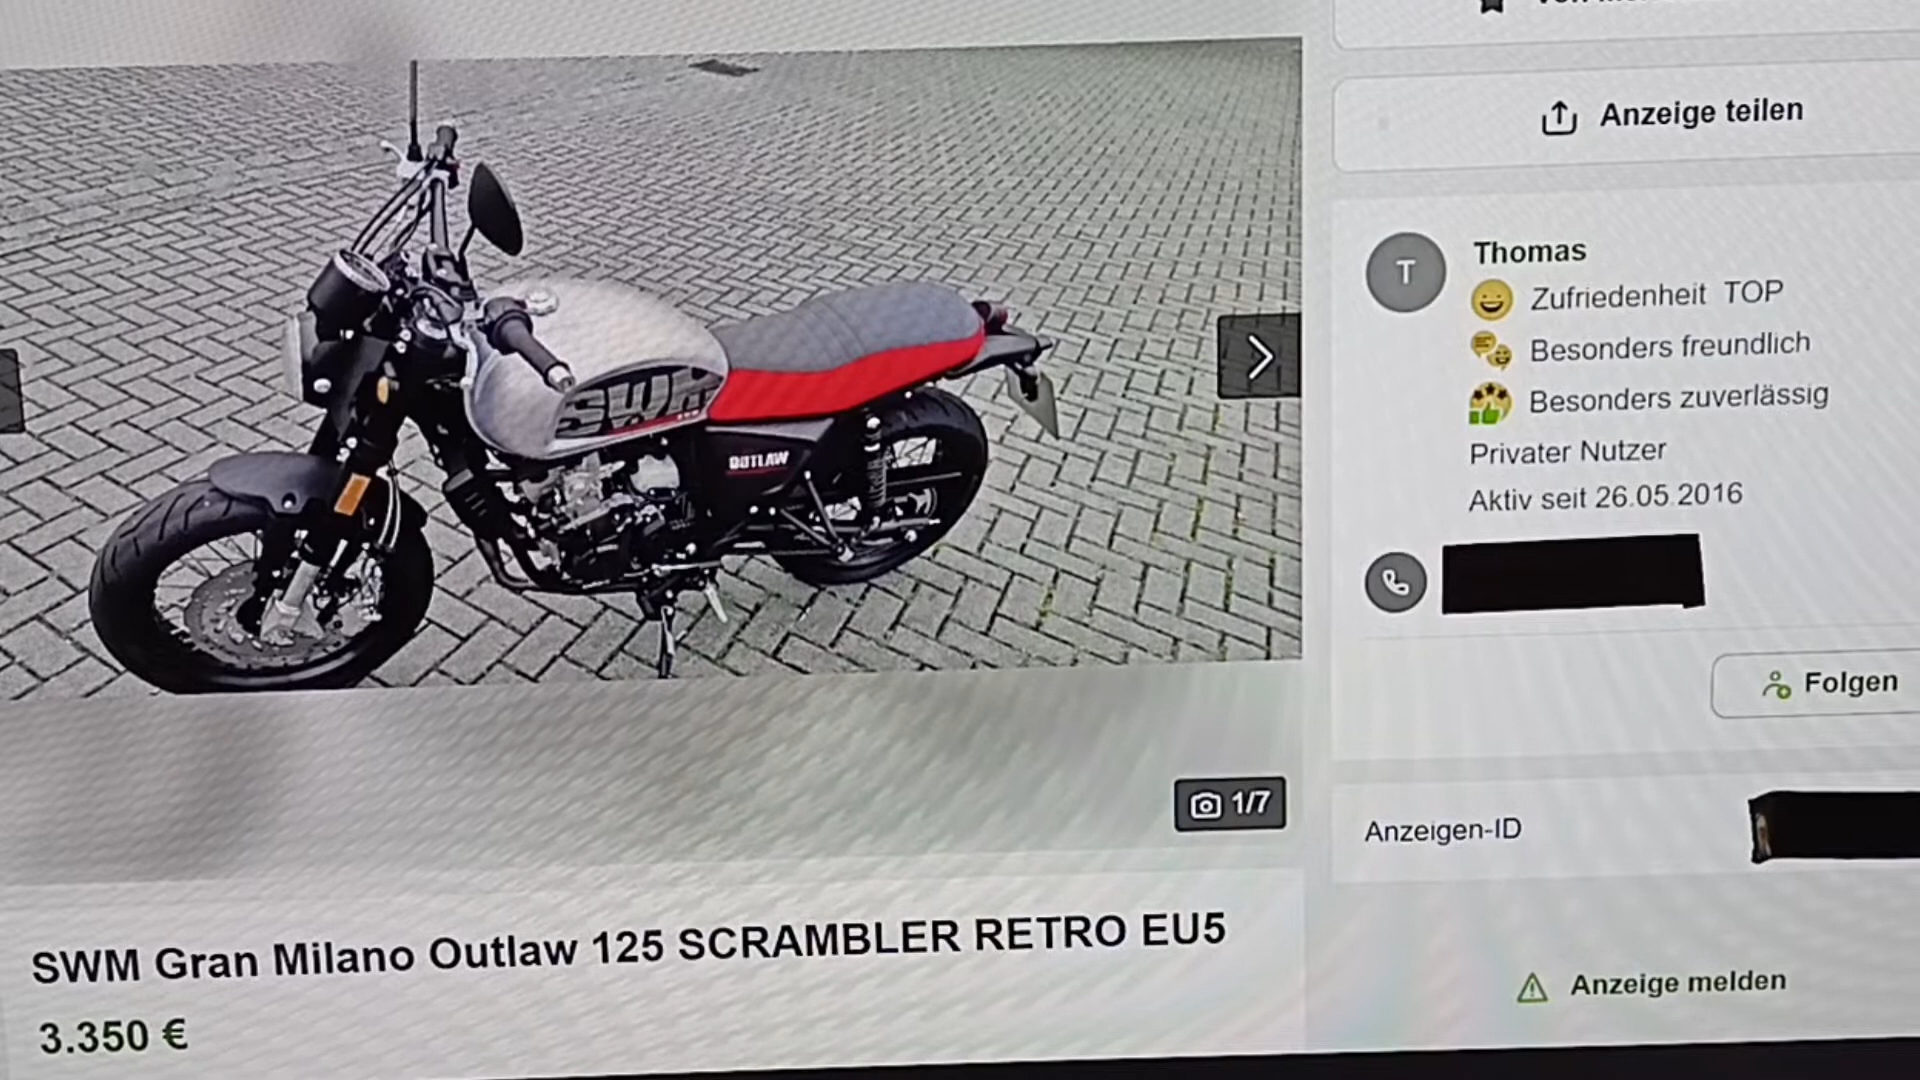 Anzeige teilen
T
Thomas
Zufriedenheit TOP
Besonders freundlich
Besonders zuverlässig
Privater Nutzer
Aktiv seit 26.05.2016
Folgen
SWM
OUTLAW
1/7
Anzeigen-ID
SWM Gran Milano Outlaw 125 SCRAMBLER RETRO EU5
3.350 €
Anzeige melden